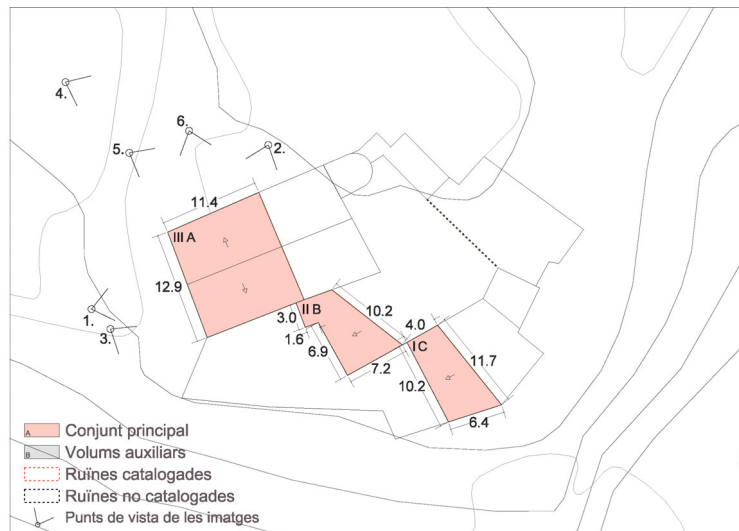 4.
6.
5.
2.
11.4
III A
12.9
II B
3.0
10.2
4.0
1.6
I C
1.
3.
6.9
11.7
7.2
10.2
6.4
A Conjunt principal
B Volums auxiliars
Ruïnes catalogades
Ruïnes no catalogades
Punts de vista de les imatges